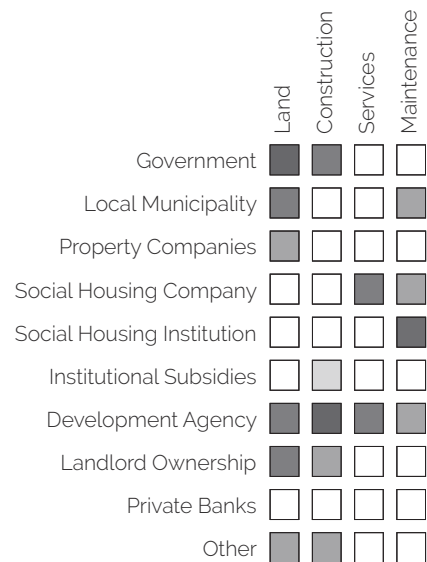 Land
Construction
Services
Maintenance
Government
Local Municipality
Property Companies
Social Housing Company
Social Housing Institution
Institutional Subsidies
Development Agency
Landlord Ownership
Private Banks
Other